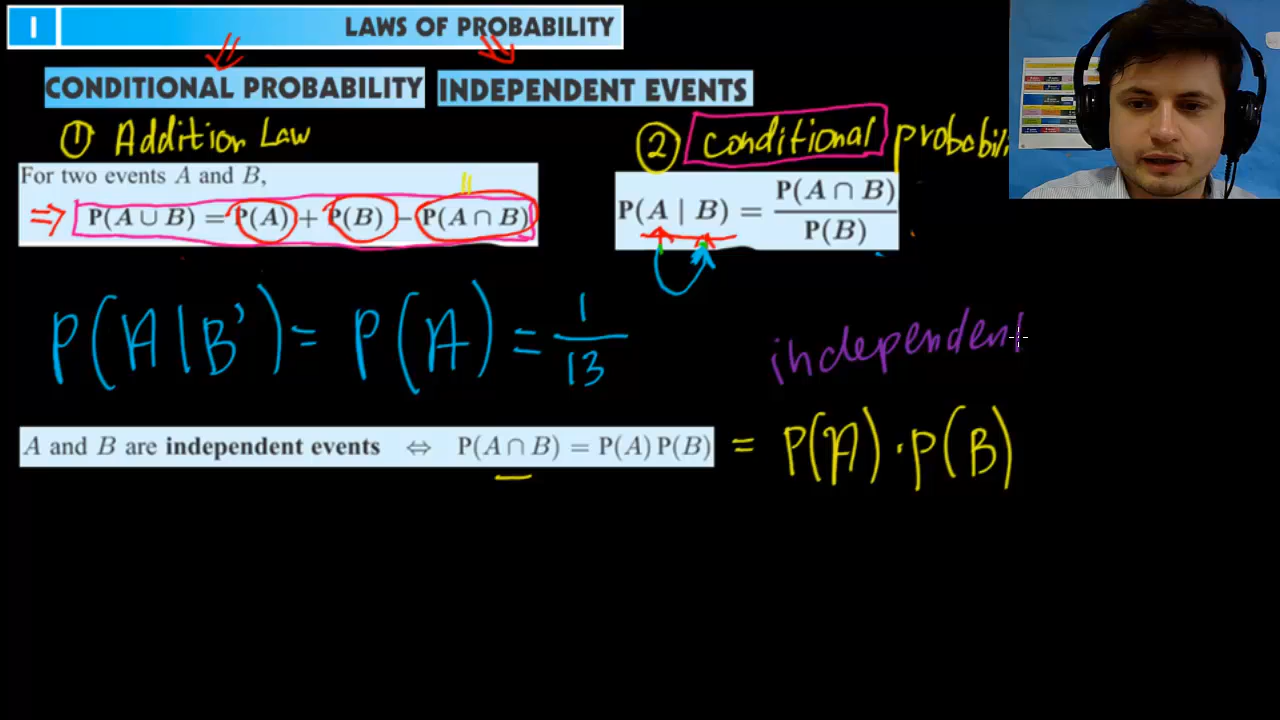 1 LAWS OF PROBABILITY
CONDITIONAL PROBABILITY INDEPENDENT EVENTS
① Addition Law
② conditional probabili
For two events A and B,
⇒ P(A ∪ B) = P(A) + P(B) − P(A ∩ B)
P(A | B) = P(A ∩ B) / P(B)
P(A|B') = P(A) = 1/13
independent
A and B are independent events ⇔ P(A ∩ B) = P(A) P(B) = P(A) · P(B)